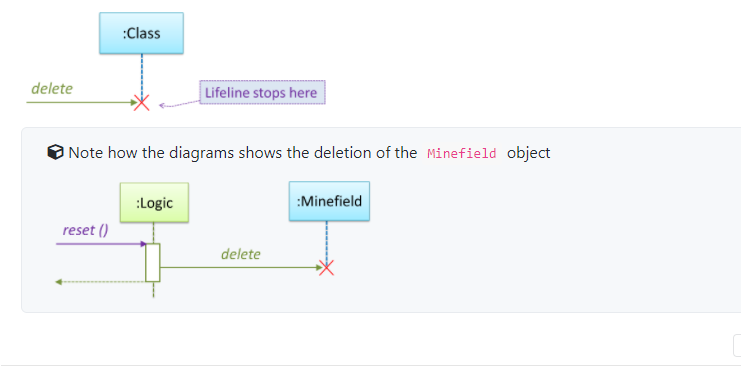 :Class
delete
Lifeline stops here
Note how the diagrams shows the deletion of the Minefield object
:Logic
:Minefield
reset ()
delete